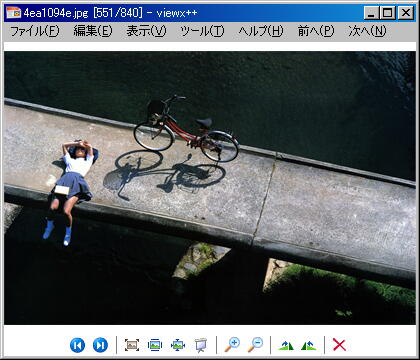 4ea1094e.jpg [551/840] - viewx++
ファイル(F) 編集(E) 表示(V) ツール(T) ヘルプ(H) 前へ(P) 次へ(N)